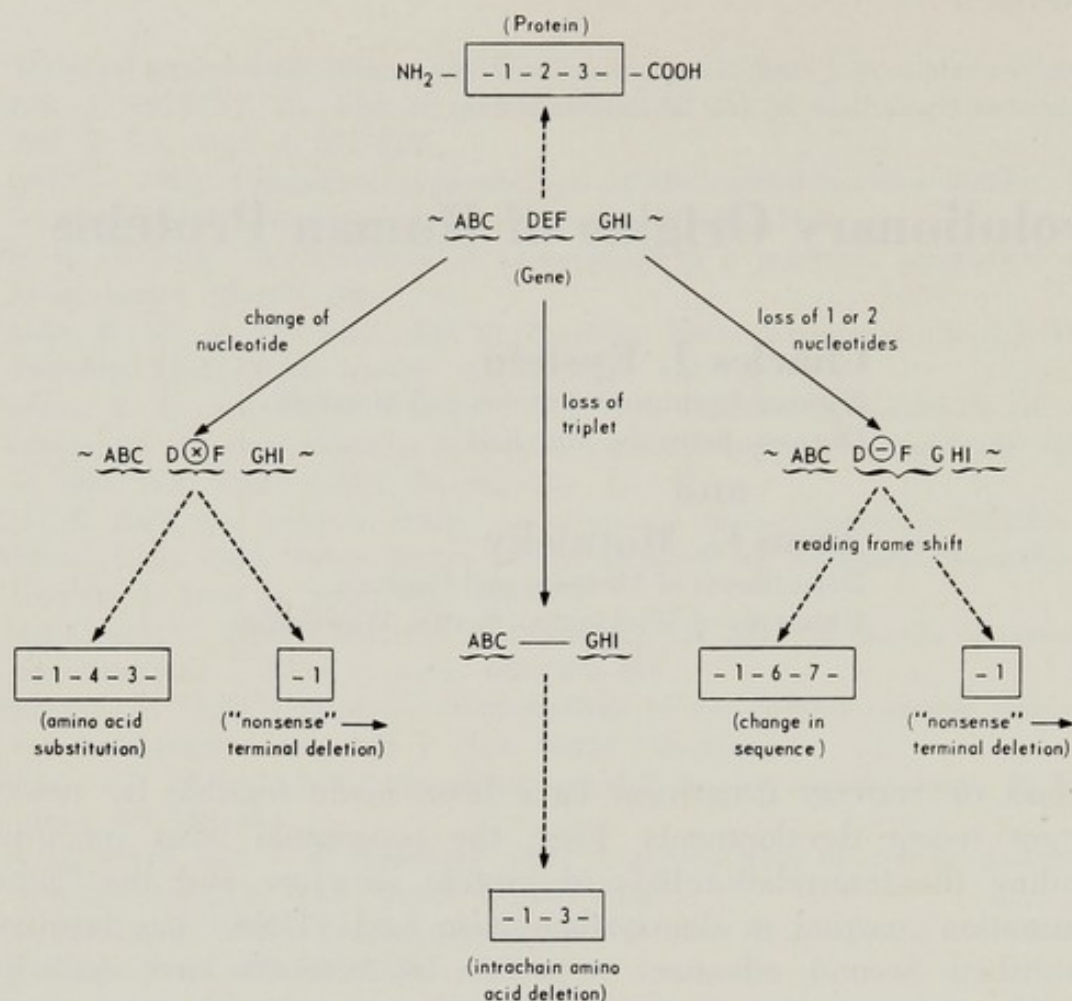 (Protein)
NH₂ – – 1 – 2 – 3 – – COOH
~ ABC DEF GHI ~
(Gene)
change of
nucleotide
loss of
triplet
loss of 1 or 2
nucleotides
~ ABC D⊗F GHI ~
~ ABC D⊖F G HI ~
reading frame shift
ABC —— GHI
– 1 – 4 – 3 –
(amino acid
substitution)
– 1
("nonsense" →
terminal deletion)
– 1 – 6 – 7 –
(change in
sequence)
– 1
("nonsense" →
terminal deletion)
– 1 – 3 –
(intrachain amino
acid deletion)